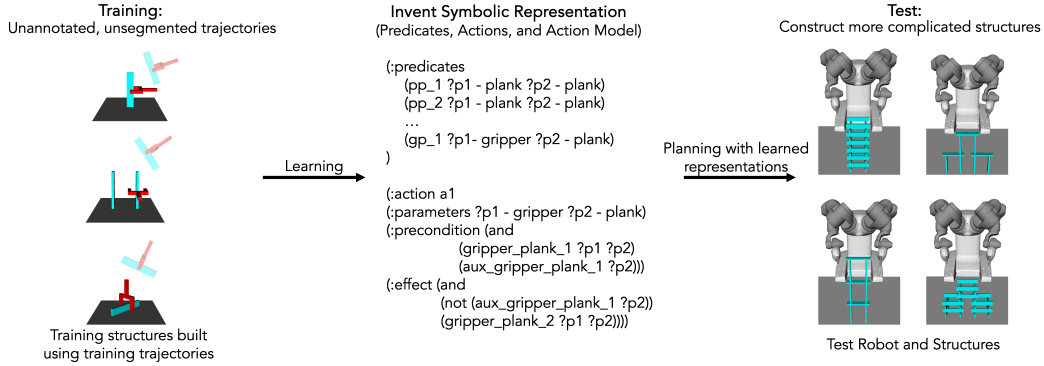 Training:
Unannotated, unsegmented trajectories
Training structures built
using training trajectories
Learning
Invent Symbolic Representation
(Predicates, Actions, and Action Model)
(:predicates
(pp_1 ?p1 - plank ?p2 - plank)
(pp_2 ?p1 - plank ?p2 - plank)
...
(gp_1 ?p1- gripper ?p2 - plank)
)
(:action a1
(:parameters ?p1 - gripper ?p2 - plank)
(:precondition (and
(gripper_plank_1 ?p1 ?p2)
(aux_gripper_plank_1 ?p2)))
(:effect (and
(not (aux_gripper_plank_1 ?p2))
(gripper_plank_2 ?p1 ?p2))))
Planning with learned
representations
Test:
Construct more complicated structures
Test Robot and Structures